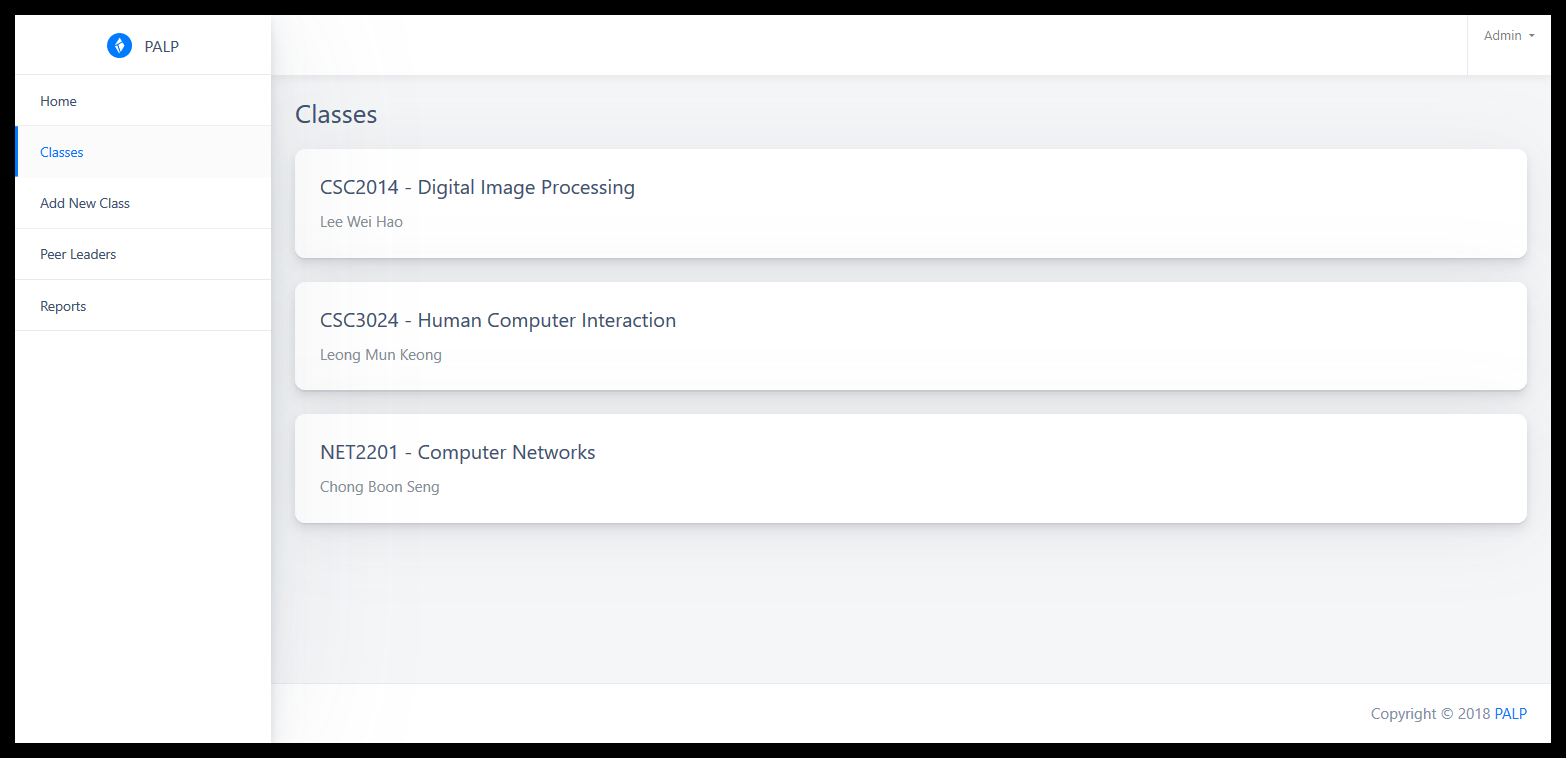 PALP
Admin
Home
Classes
Add New Class
Peer Leaders
Reports
Classes
CSC2014 - Digital Image Processing
Lee Wei Hao
CSC3024 - Human Computer Interaction
Leong Mun Keong
NET2201 - Computer Networks
Chong Boon Seng
Copyright © 2018 PALP